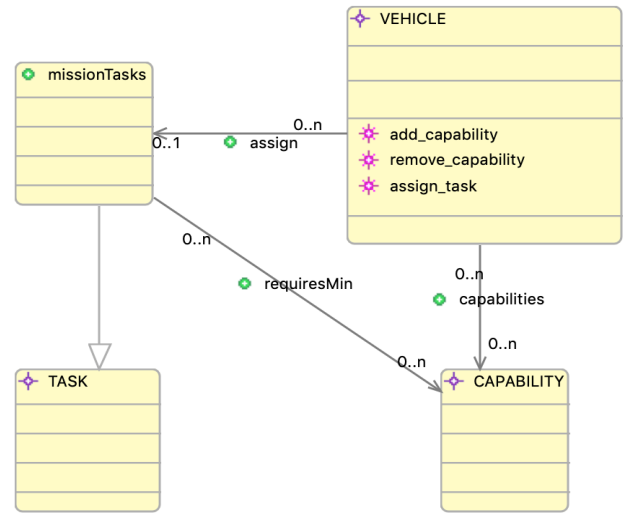 VEHICLE
missionTasks
0..n
add_capability
0..1
assign
remove_capability
assign_task
0..n
0..n
requiresMin
capabilities
0..n
0..n
TASK
CAPABILITY